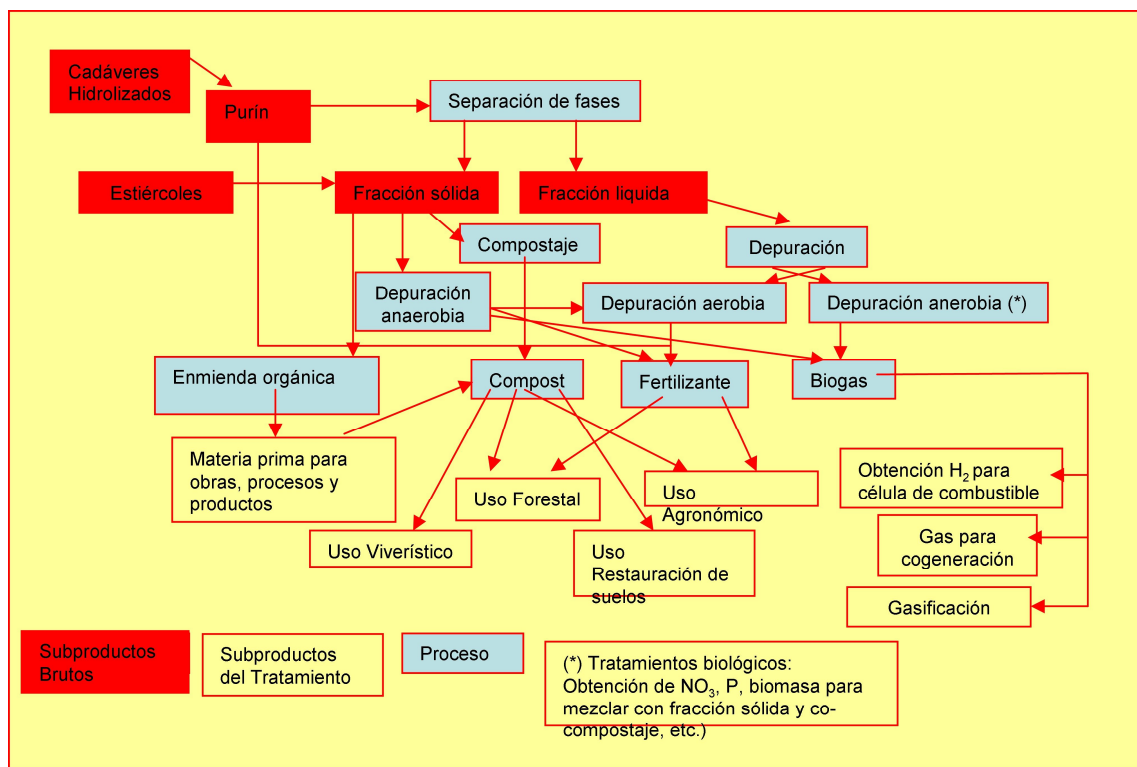 Cadáveres
Hidrolizados
Purín
Separación de fases
Estiércoles
Fracción sólida
Fracción liquida
Compostaje
Depuración
Depuración
anaerobia
Depuración aerobia
Depuración anerobia (*)
Enmienda orgánica
Compost
Fertilizante
Biogas
Materia prima para
obras, procesos y
productos
Uso Forestal
Uso
Agronómico
Obtención H₂ para
célula de combustible
Uso Viverístico
Uso
Restauración de
suelos
Gas para
cogeneración
Gasificación
Subproductos
Brutos
Subproductos
del Tratamiento
Proceso
(*) Tratamientos biológicos:
Obtención de NO₃, P, biomasa para
mezclar con fracción sólida y co-
compostaje, etc.)